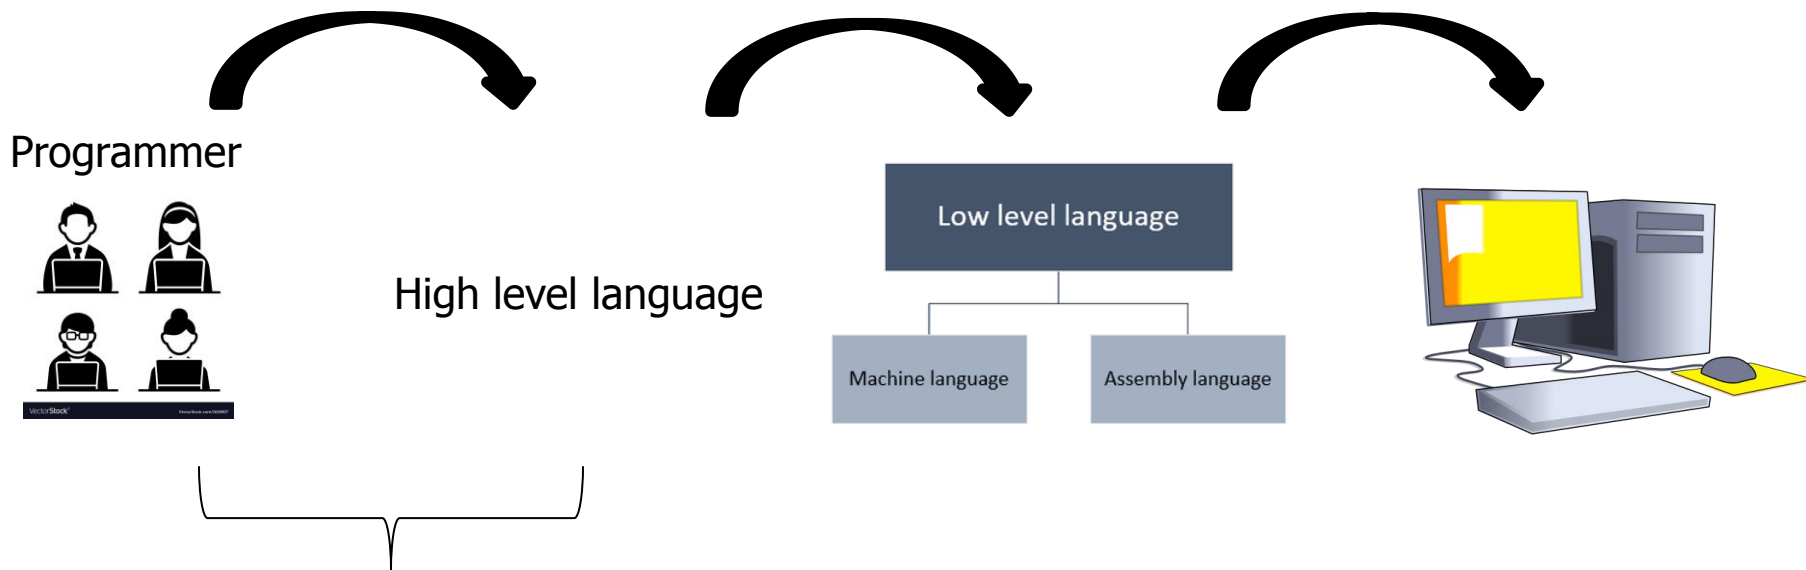 Programmer
High level language
Low level language
Machine language
Assembly language
VectorStock®